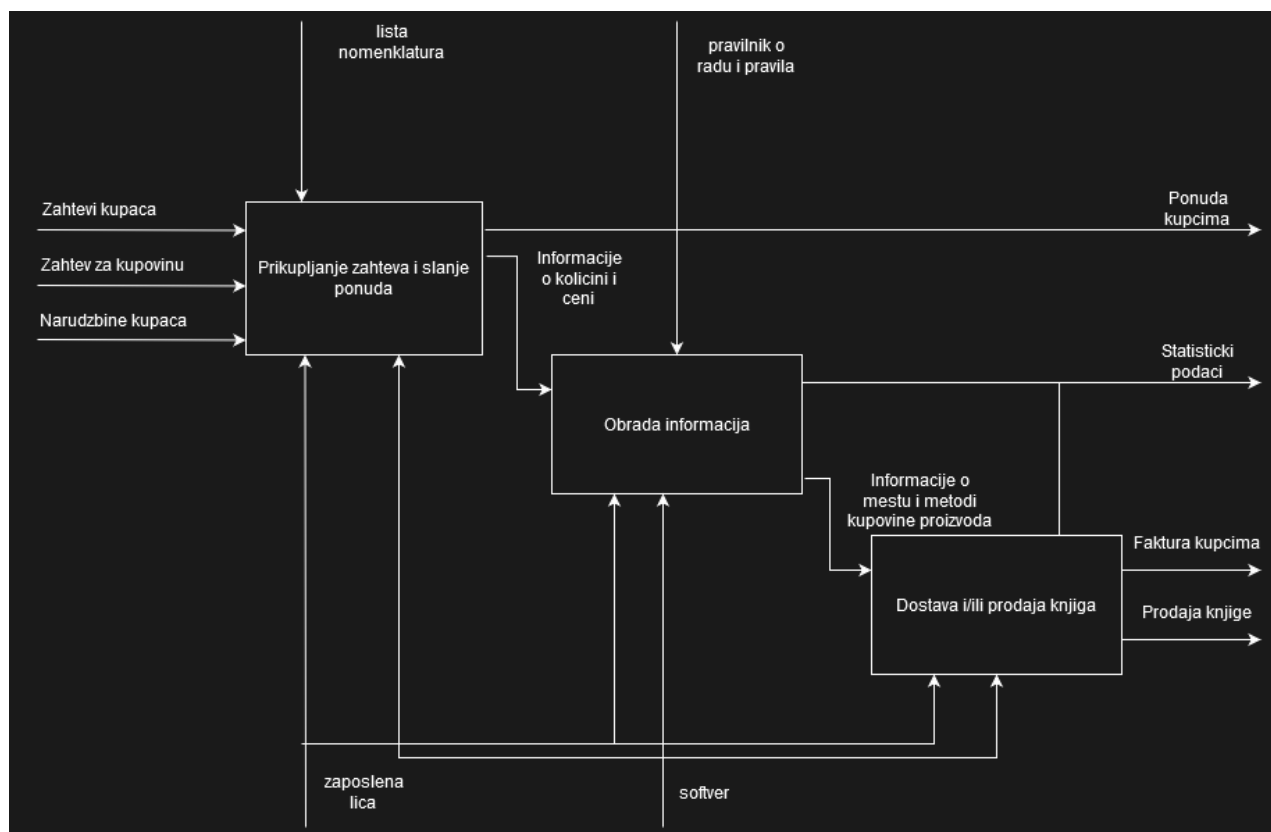 lista
nomenklatura
pravilnik o
radu i pravila
Zahtevi kupaca
Zahtev za kupovinu
Narudzbine kupaca
Prikupljanje zahteva i slanje
ponuda
Informacije
o kolicini i
ceni
Ponuda
kupcima
Obrada informacija
Statisticki
podaci
Informacije o
mestu i metodi
kupovine proizvoda
Dostava i/ili prodaja knjiga
Faktura kupcima
Prodaja knjige
zaposlena
lica
softver